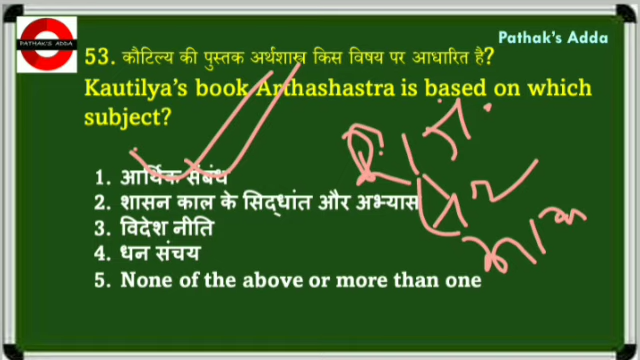 PATHAK'S ADDA
Pathak's Adda
53. कौटिल्य की पुस्तक अर्थशास्त्र किस विषय पर आधारित है?
Kautilya's book Arthashastra is based on which
subject?
1. आर्थिक संबंध
2. शासन काल के सिद्धांत और अभ्यास
3. विदेश नीति
4. धन संचय
5. None of the above or more than one